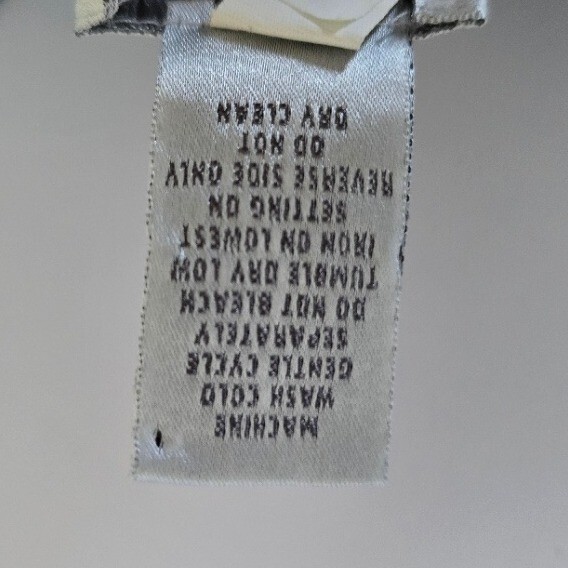 MACHINE
WASH COLD
GENTLE CYCLE
SEPARATELY
DO NOT BLEACH
TUMBLE DRY LOW
IRON ON LOWEST
SETTING ON
REVERSE SIDE ONLY
DO NOT
DRY CLEAN